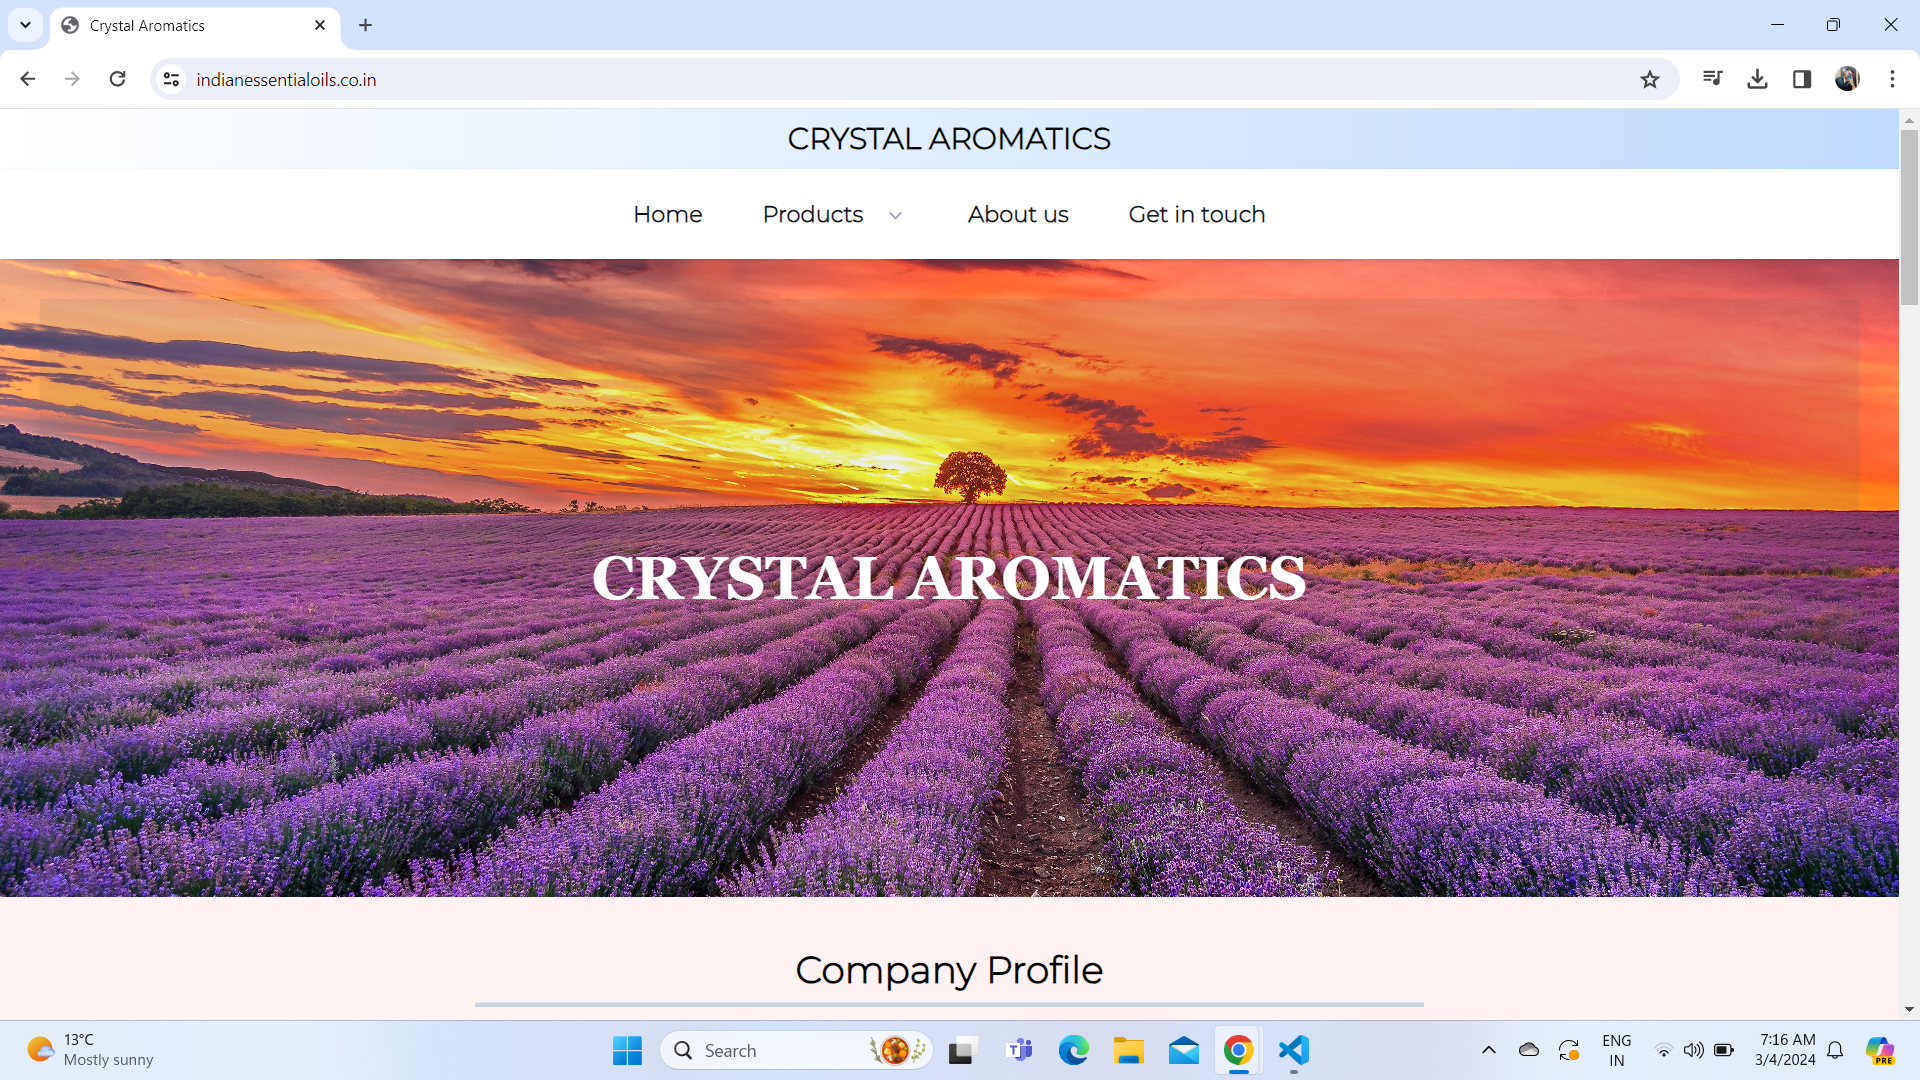 Crystal Aromatics
indianessentialoils.co.in
CRYSTAL AROMATICS
Home Products About us Get in touch
CRYSTAL AROMATICS
Company Profile
13°C
Mostly sunny
Search
ENG
IN
7:16 AM
3/4/2024
PRE